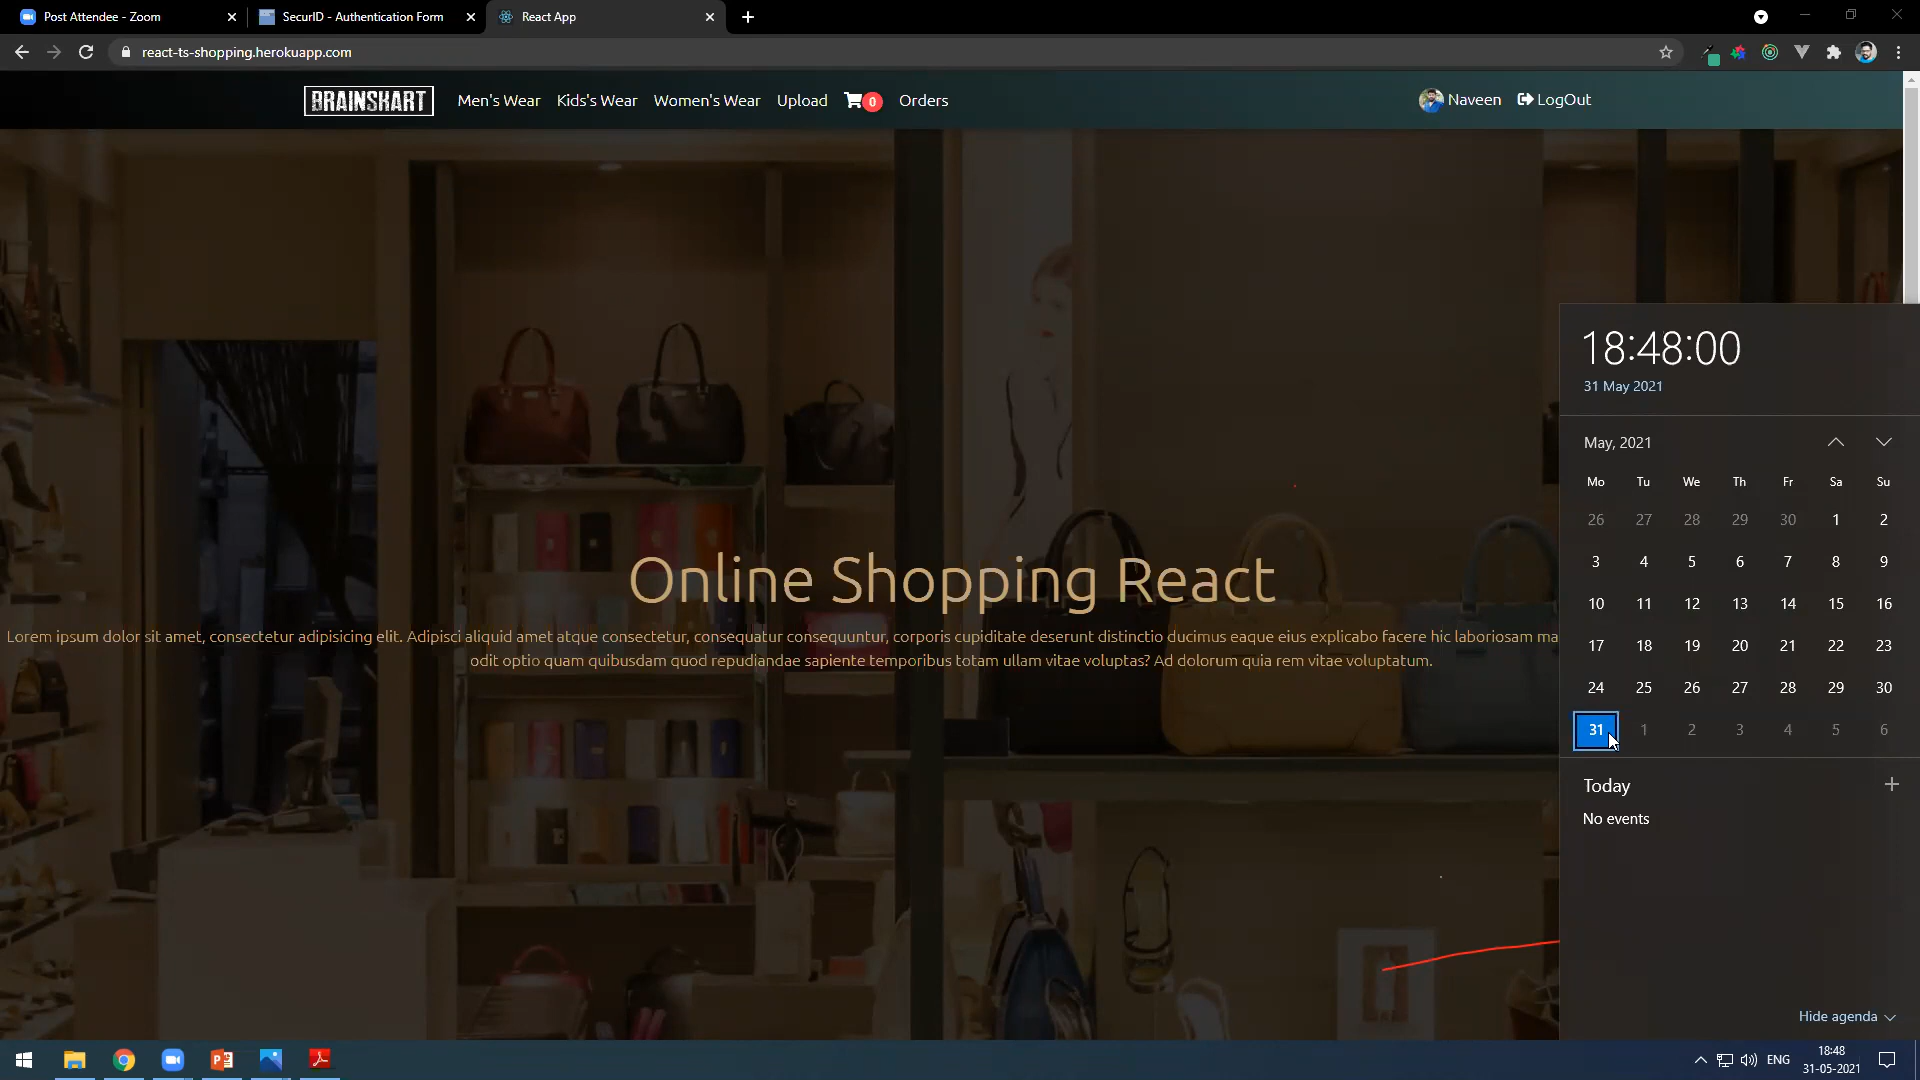 Post Attendee - Zoom
SecurID - Authentication Form
React App
react-ts-shopping.herokuapp.com
BRAINSKART
Men's Wear
Kids's Wear
Women's Wear
Upload
0
Orders
Naveen
LogOut
Online Shopping React
Lorem ipsum dolor sit amet, consectetur adipisicing elit. Adipisci aliquid amet atque consectetur, consequatur consequuntur, corporis cupiditate deserunt distinctio ducimus eaque eius explicabo facere hic laboriosam ma
odit optio quam quibusdam quod repudiandae sapiente temporibus totam ullam vitae voluptas? Ad dolorum quia rem vitae voluptatum.
18:48:00
31 May 2021
May, 2021
Mo Tu We Th Fr Sa Su
26 27 28 29 30 1 2
3 4 5 6 7 8 9
10 11 12 13 14 15 16
17 18 19 20 21 22 23
24 25 26 27 28 29 30
31 1 2 3 4 5 6
Today
No events
Hide agenda
ENG
18:48
31-05-2021